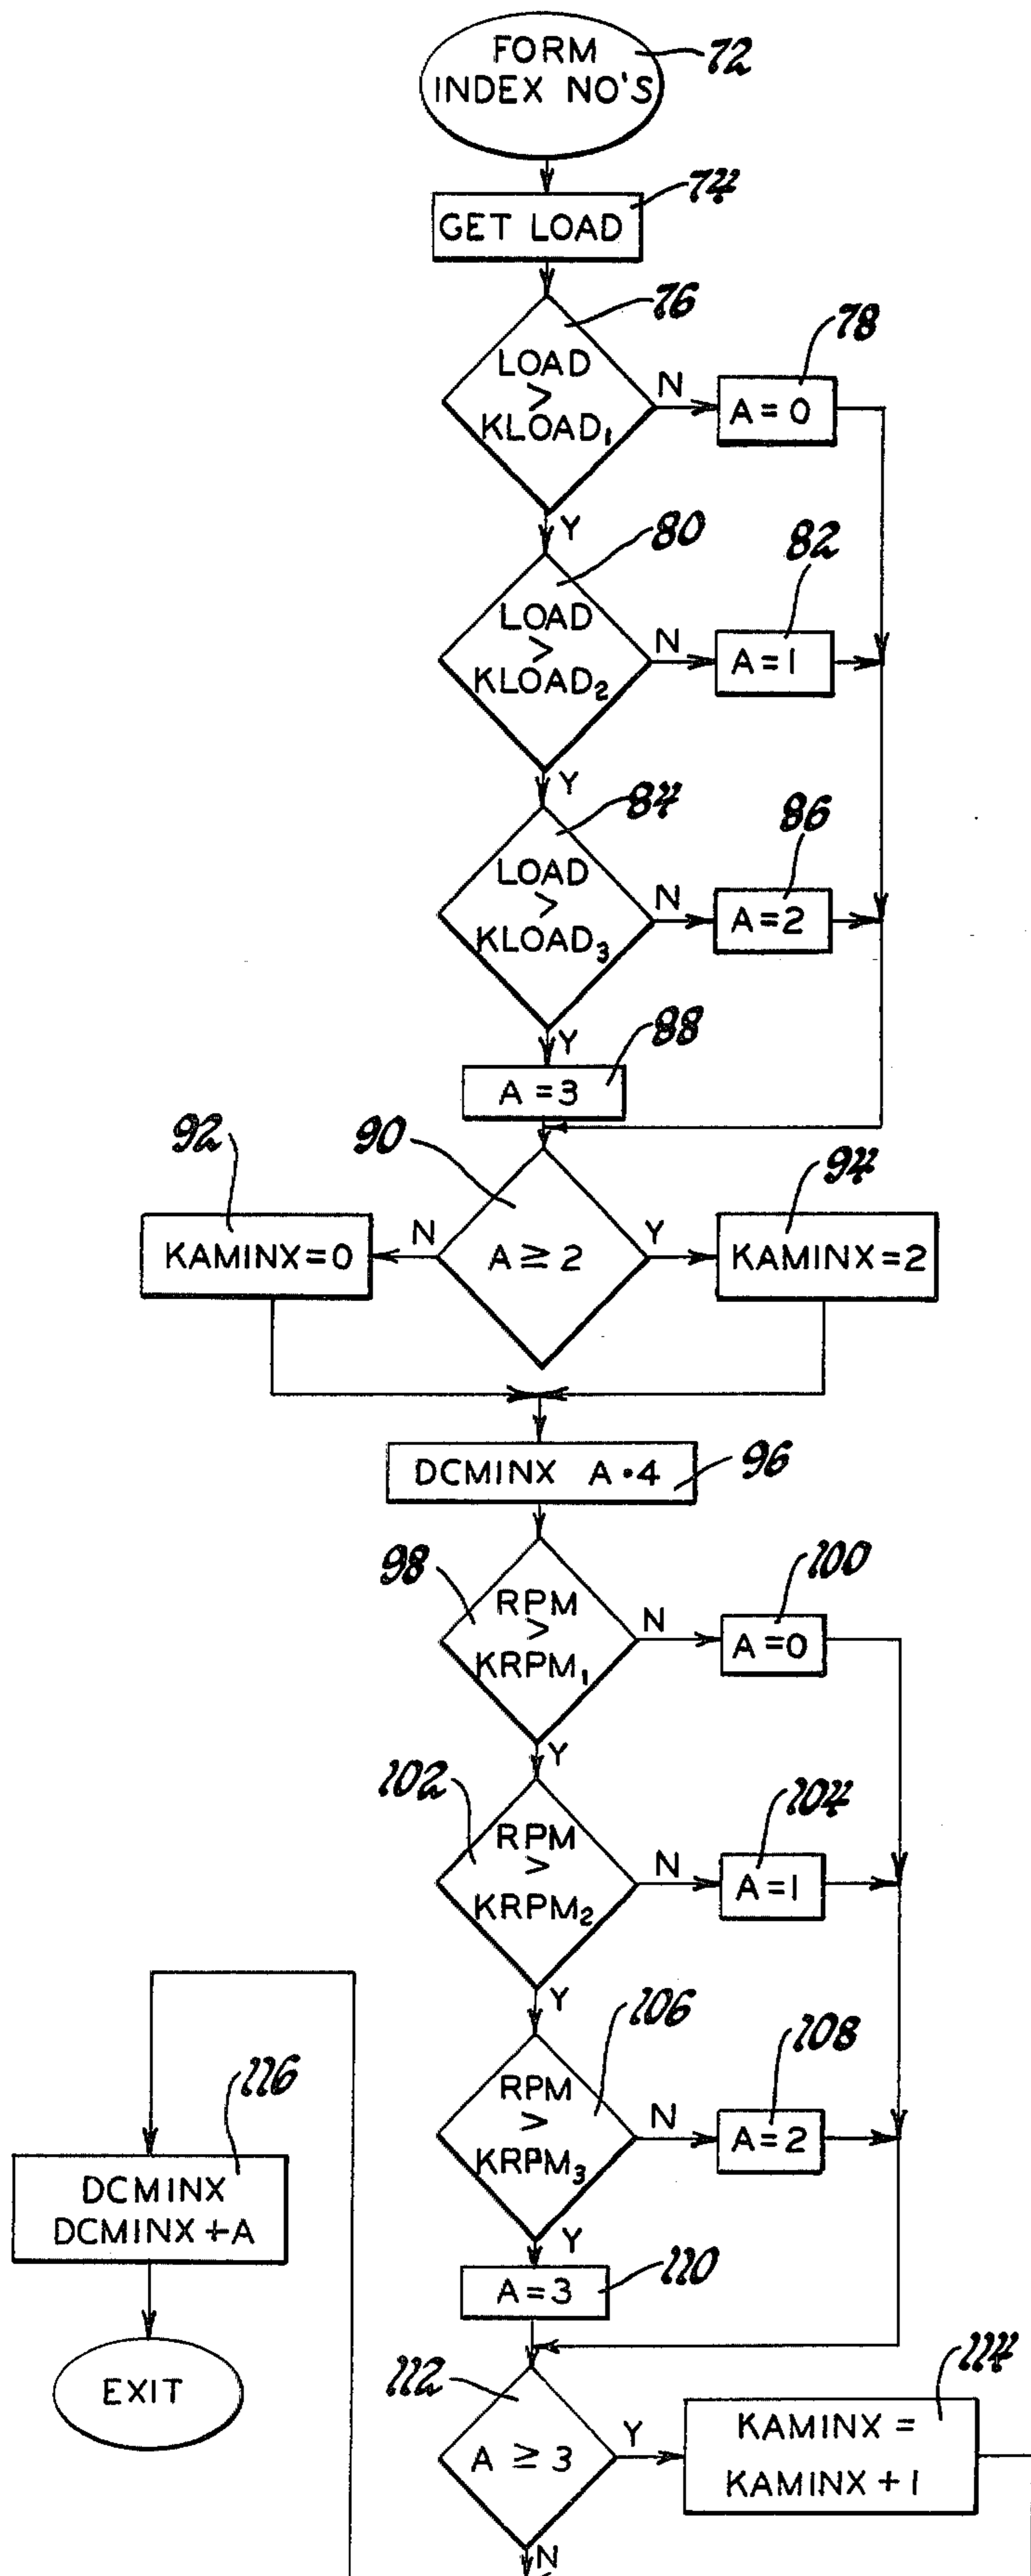 FORM
INDEX NO'S
72
GET LOAD
74
LOAD
>
KLOAD₁
76
N
A = 0
78
Y
LOAD
>
KLOAD₂
80
N
A = 1
82
Y
LOAD
>
KLOAD₃
84
N
A = 2
86
Y
A = 3
88
A ≥ 2
90
N
KAMINX = 0
92
Y
KAMINX = 2
94
DCMINX A • 4
96
RPM
>
KRPM₁
98
N
A = 0
100
Y
RPM
>
KRPM₂
102
N
A = 1
104
Y
RPM
>
KRPM₃
106
N
A = 2
108
Y
A = 3
110
A ≥ 3
112
Y
KAMINX =
KAMINX + 1
114
N
DCMINX
DCMINX + A
116
EXIT